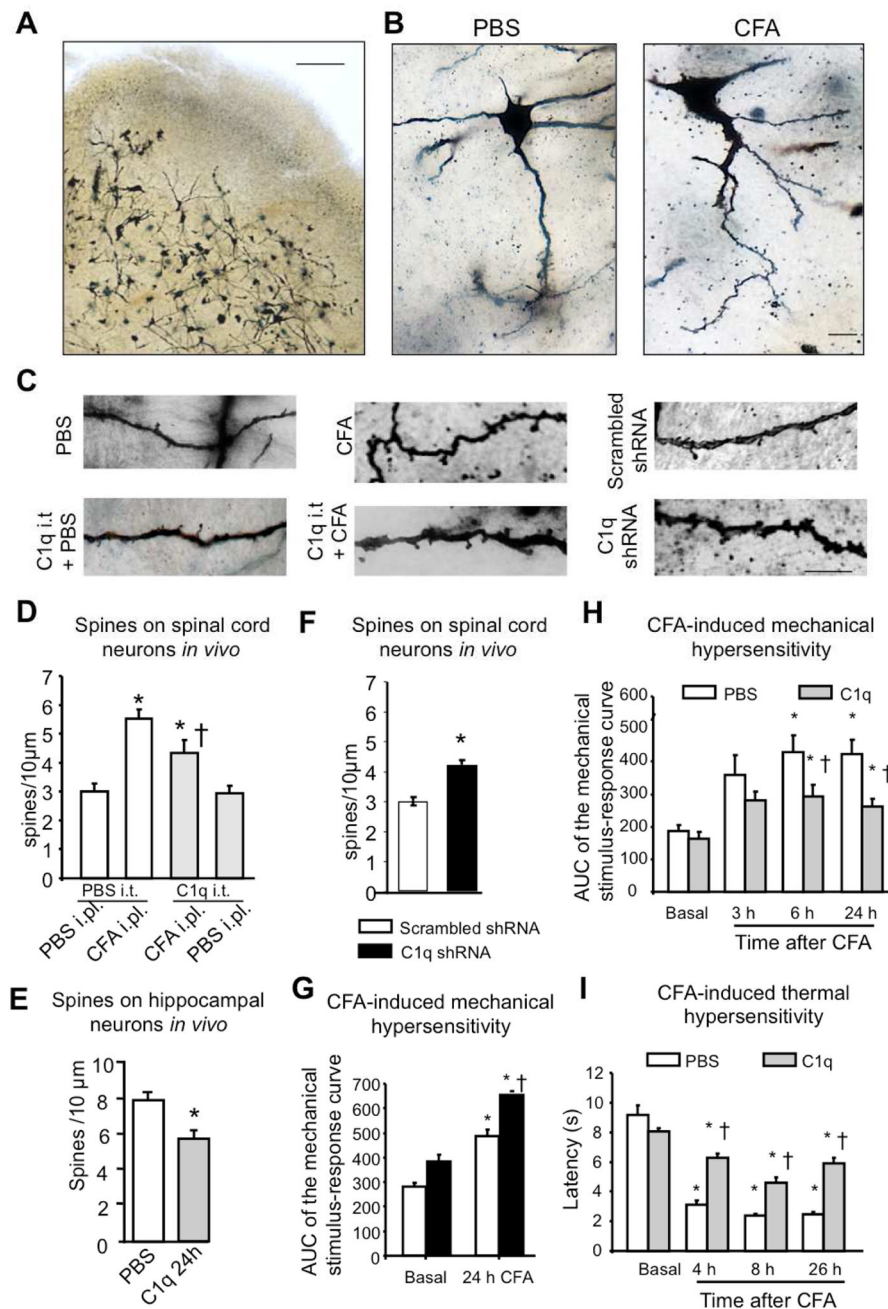 A
B
PBS
CFA
C
PBS
CFA
Scrambled
shRNA
C1q i.t
+ PBS
C1q i.t
+ CFA
C1q
shRNA
D
Spines on spinal cord
neurons in vivo
spines/10µm
7
6
5
4
3
2
1
0
*
* †
PBS i.t.
C1q i.t.
PBS i.pl.
CFA i.pl.
CFA i.pl.
PBS i.pl.
F
Spines on spinal cord
neurons in vivo
spines/10µm
7
6
5
4
3
2
1
0
*
Scrambled shRNA
C1q shRNA
H
CFA-induced mechanical
hypersensitivity
PBS
C1q
AUC of the mechanical
stimulus-response curve
600
500
400
300
200
100
0
*
* †
*
* †
Basal
3 h
6 h
24 h
Time after CFA
E
Spines on hippocampal
neurons in vivo
Spines /10 µm
10
8
6
4
2
0
*
PBS
C1q 24h
G
CFA-induced mechanical
hypersensitivity
AUC of the mechanical
stimulus-response curve
700
600
500
400
300
200
100
0
*
* †
Basal
24 h CFA
I
CFA-induced thermal
hypersensitivity
PBS
C1q
Latency (s)
12
10
8
6
4
2
0
*
* †
*
* †
*
* †
Basal
4 h
8 h
26 h
Time after CFA